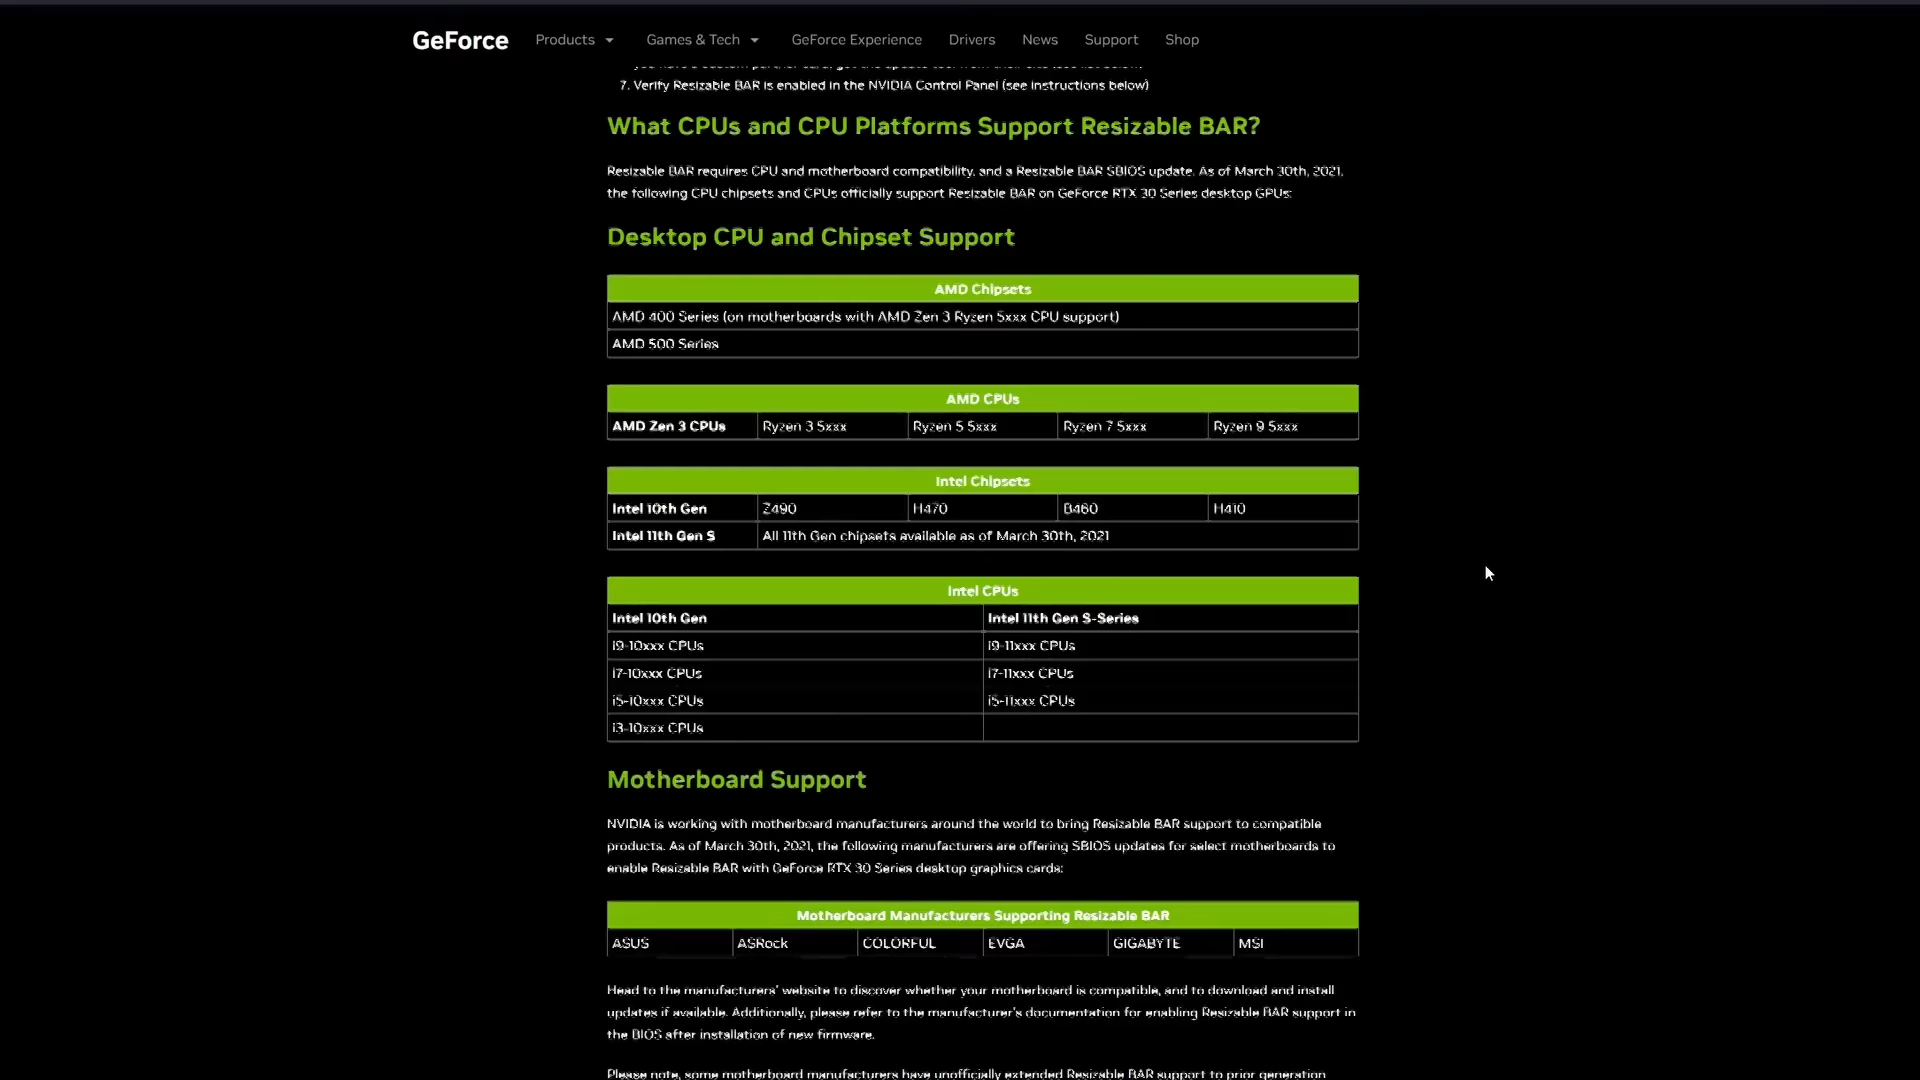 GeForce Products Games & Tech GeForce Experience Drivers News Support Shop
7. Verify Resizable BAR is enabled in the NVIDIA Control Panel (see instructions below)
What CPUs and CPU Platforms Support Resizable BAR?
Resizable BAR requires CPU and motherboard compatibility, and a Resizable BAR SBIOS update. As of March 30th, 2021,
the following CPU chipsets and CPUs officially support Resizable BAR on GeForce RTX 30 Series desktop GPUs:
Desktop CPU and Chipset Support
AMD Chipsets
AMD 400 Series (on motherboards with AMD Zen 3 Ryzen 5xxx CPU support)
AMD 500 Series
AMD CPUs
AMD Zen 3 CPUs Ryzen 3 5xxx Ryzen 5 5xxx Ryzen 7 5xxx Ryzen 9 5xxx
Intel Chipsets
Intel 10th Gen Z490 H470 B460 H410
Intel 11th Gen S All 11th Gen chipsets available as of March 30th, 2021
Intel CPUs
Intel 10th Gen Intel 11th Gen S-Series
i9-10xxx CPUs i9-11xxx CPUs
i7-10xxx CPUs i7-11xxx CPUs
i5-10xxx CPUs i5-11xxx CPUs
i3-10xxx CPUs
Motherboard Support
NVIDIA is working with motherboard manufacturers around the world to bring Resizable BAR support to compatible
products. As of March 30th, 2021, the following manufacturers are offering SBIOS updates for select motherboards to
enable Resizable BAR with GeForce RTX 30 Series desktop graphics cards:
Motherboard Manufacturers Supporting Resizable BAR
ASUS ASRock COLORFUL EVGA GIGABYTE MSI
Head to the manufacturers' website to discover whether your motherboard is compatible, and to download and install
updates if available. Additionally, please refer to the manufacturer's documentation for enabling Resizable BAR support in
the BIOS after installation of new firmware.
Please note, some motherboard manufacturers have unofficially extended Resizable BAR support to prior generation